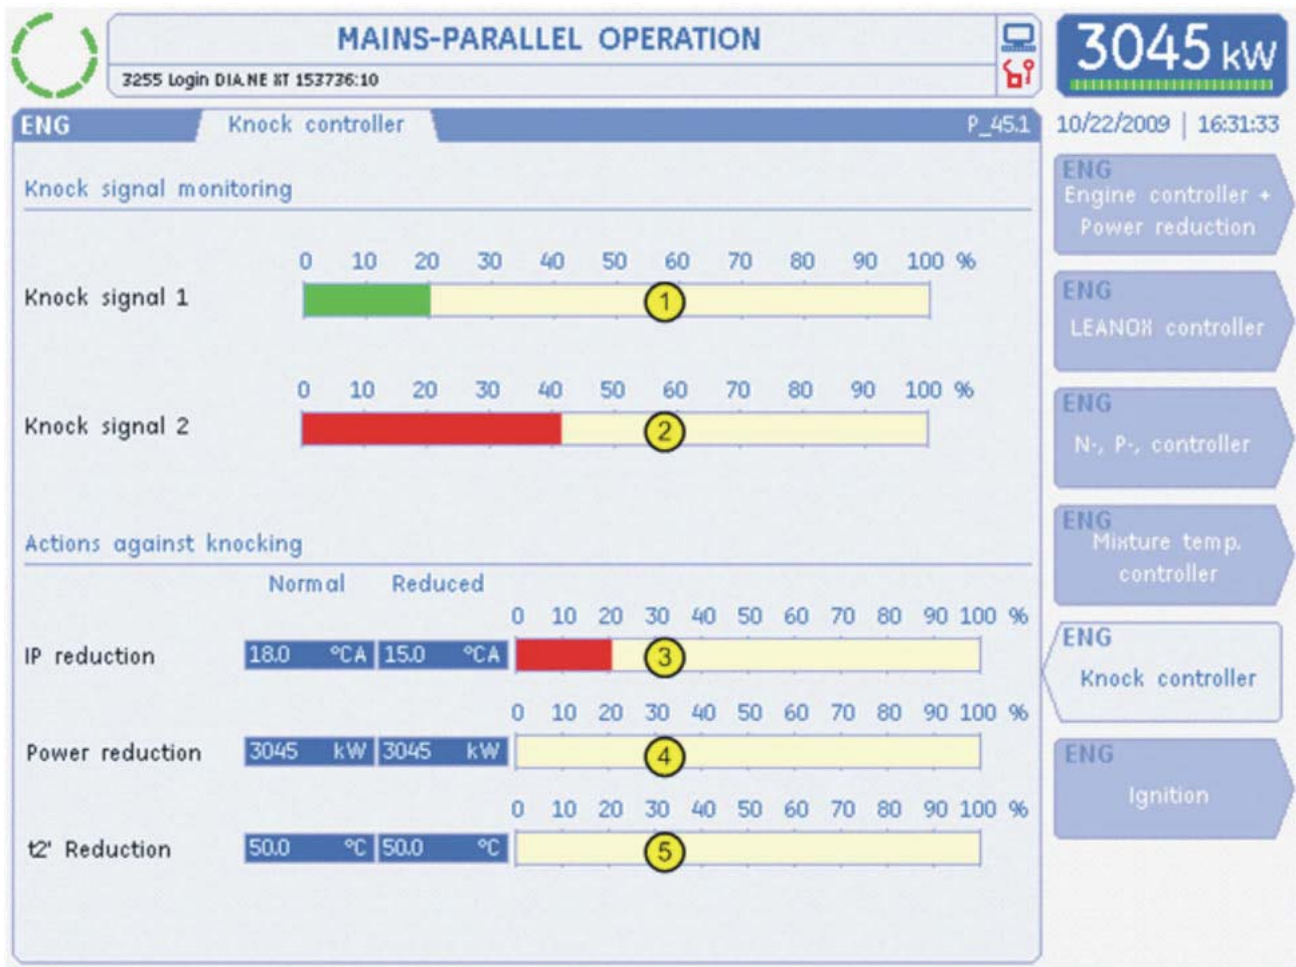 MAINS-PARALLEL OPERATION
3255 Login DIA.NE XT 153736:10
3045 kW
ENG Knock controller P_45.1
10/22/2009 | 16:31:33
Knock signal monitoring
0 10 20 30 40 50 60 70 80 90 100 %
Knock signal 1
1
0 10 20 30 40 50 60 70 80 90 100 %
Knock signal 2
2
Actions against knocking
Normal Reduced
0 10 20 30 40 50 60 70 80 90 100 %
IP reduction 18.0 °CA 15.0 °CA
3
0 10 20 30 40 50 60 70 80 90 100 %
Power reduction 3045 kW 3045 kW
4
0 10 20 30 40 50 60 70 80 90 100 %
t2' Reduction 50.0 °C 50.0 °C
5
ENG
Engine controller +
Power reduction
ENG
LEANOX controller
ENG
N-, P-, controller
ENG
Mixture temp.
controller
ENG
Knock controller
ENG
Ignition